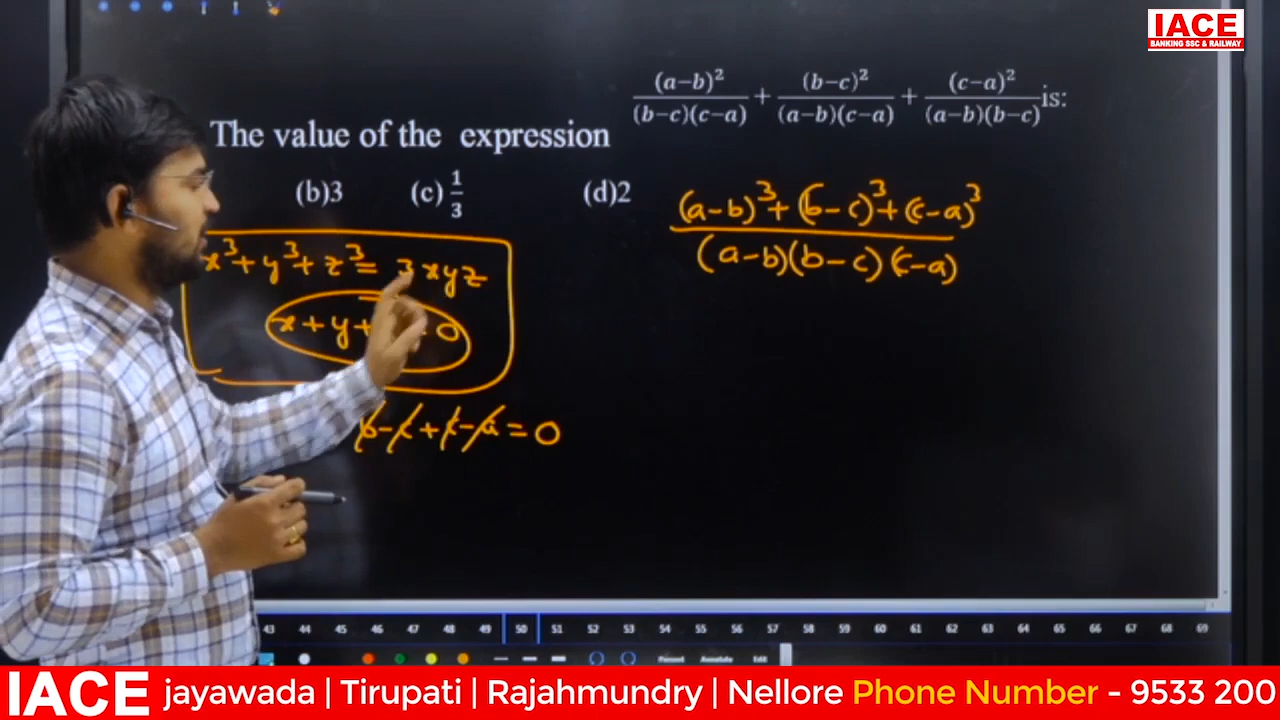 IACE
BANKING SSC & RAILWAY
The value of the expression (a−b)²/(b−c)(c−a) + (b−c)²/(a−b)(c−a) + (c−a)²/(a−b)(b−c) is:
(b)3 (c) 1/3 (d)2
(a-b)³+(b-c)³+(c-a)³
(a-b)(b-c)(c-a)
x³+y³+z³= 3xyz
x+y+ 0
b-c+c-a=0
43 44 45 46 47 48 49 50 51 52 53 54 55 56 57 58 59 60 61 62 63 64 65 66 67 68 69
Annotate Edit
IACE jayawada | Tirupati | Rajahmundry | Nellore Phone Number - 9533 200